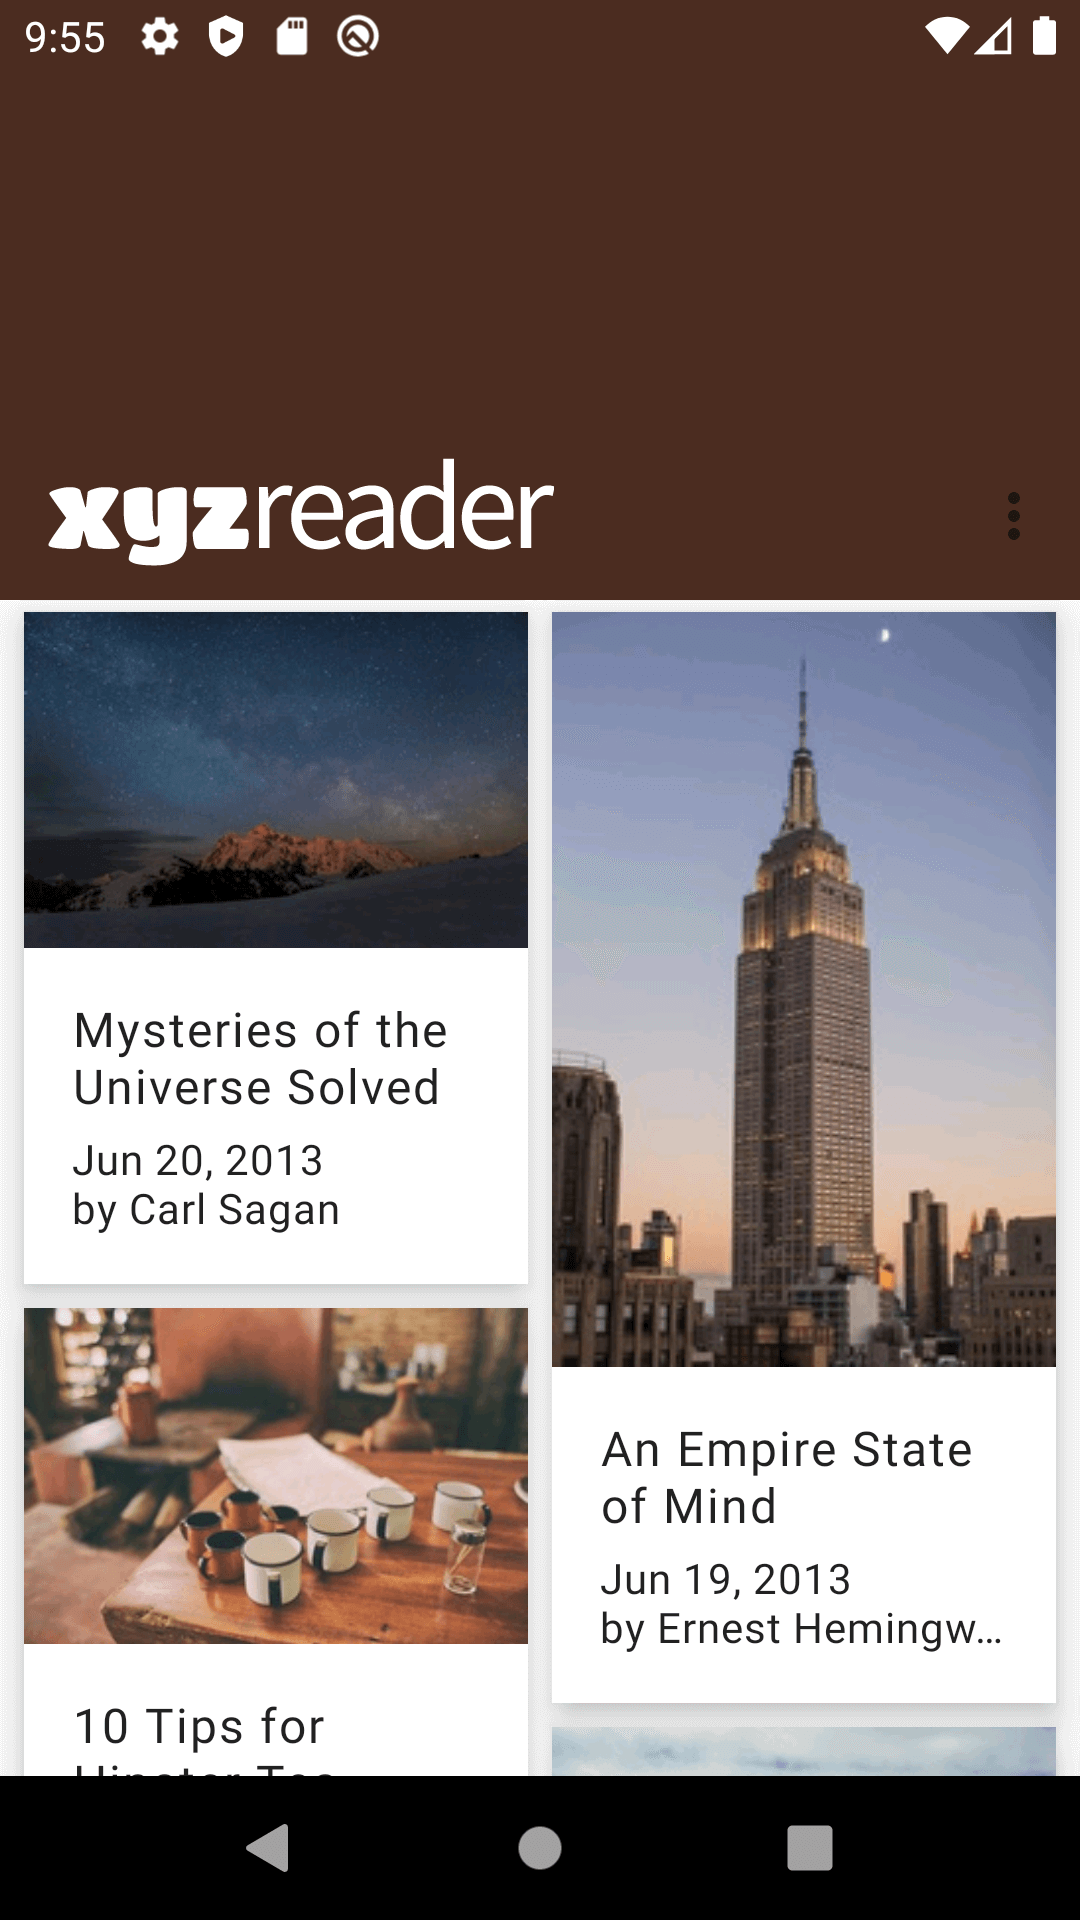 9:55
xyzreader
Mysteries of the
Universe Solved
Jun 20, 2013
by Carl Sagan
An Empire State
of Mind
Jun 19, 2013
by Ernest Hemingw…
10 Tips for